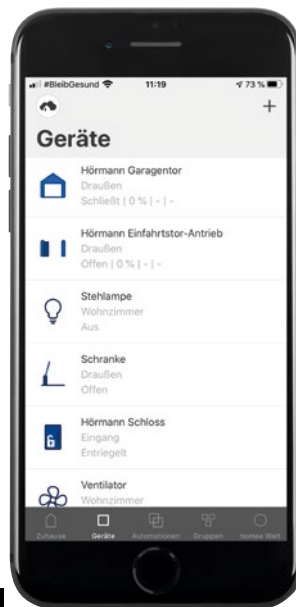 #BleibGesund 11:19 73 %
+
Geräte
Hörmann Garagentor
Draußen
Schließt | 0 % | - | -
Hörmann Einfahrtstor-Antrieb
Draußen
Offen | 0 % | - | -
Stehlampe
Wohnzimmer
Aus
Schranke
Draußen
Offen
Hörmann Schloss
Eingang
Entriegelt
Ventilator
Wohnzimmer
Zuhause Geräte Automationen Gruppen homee Welt